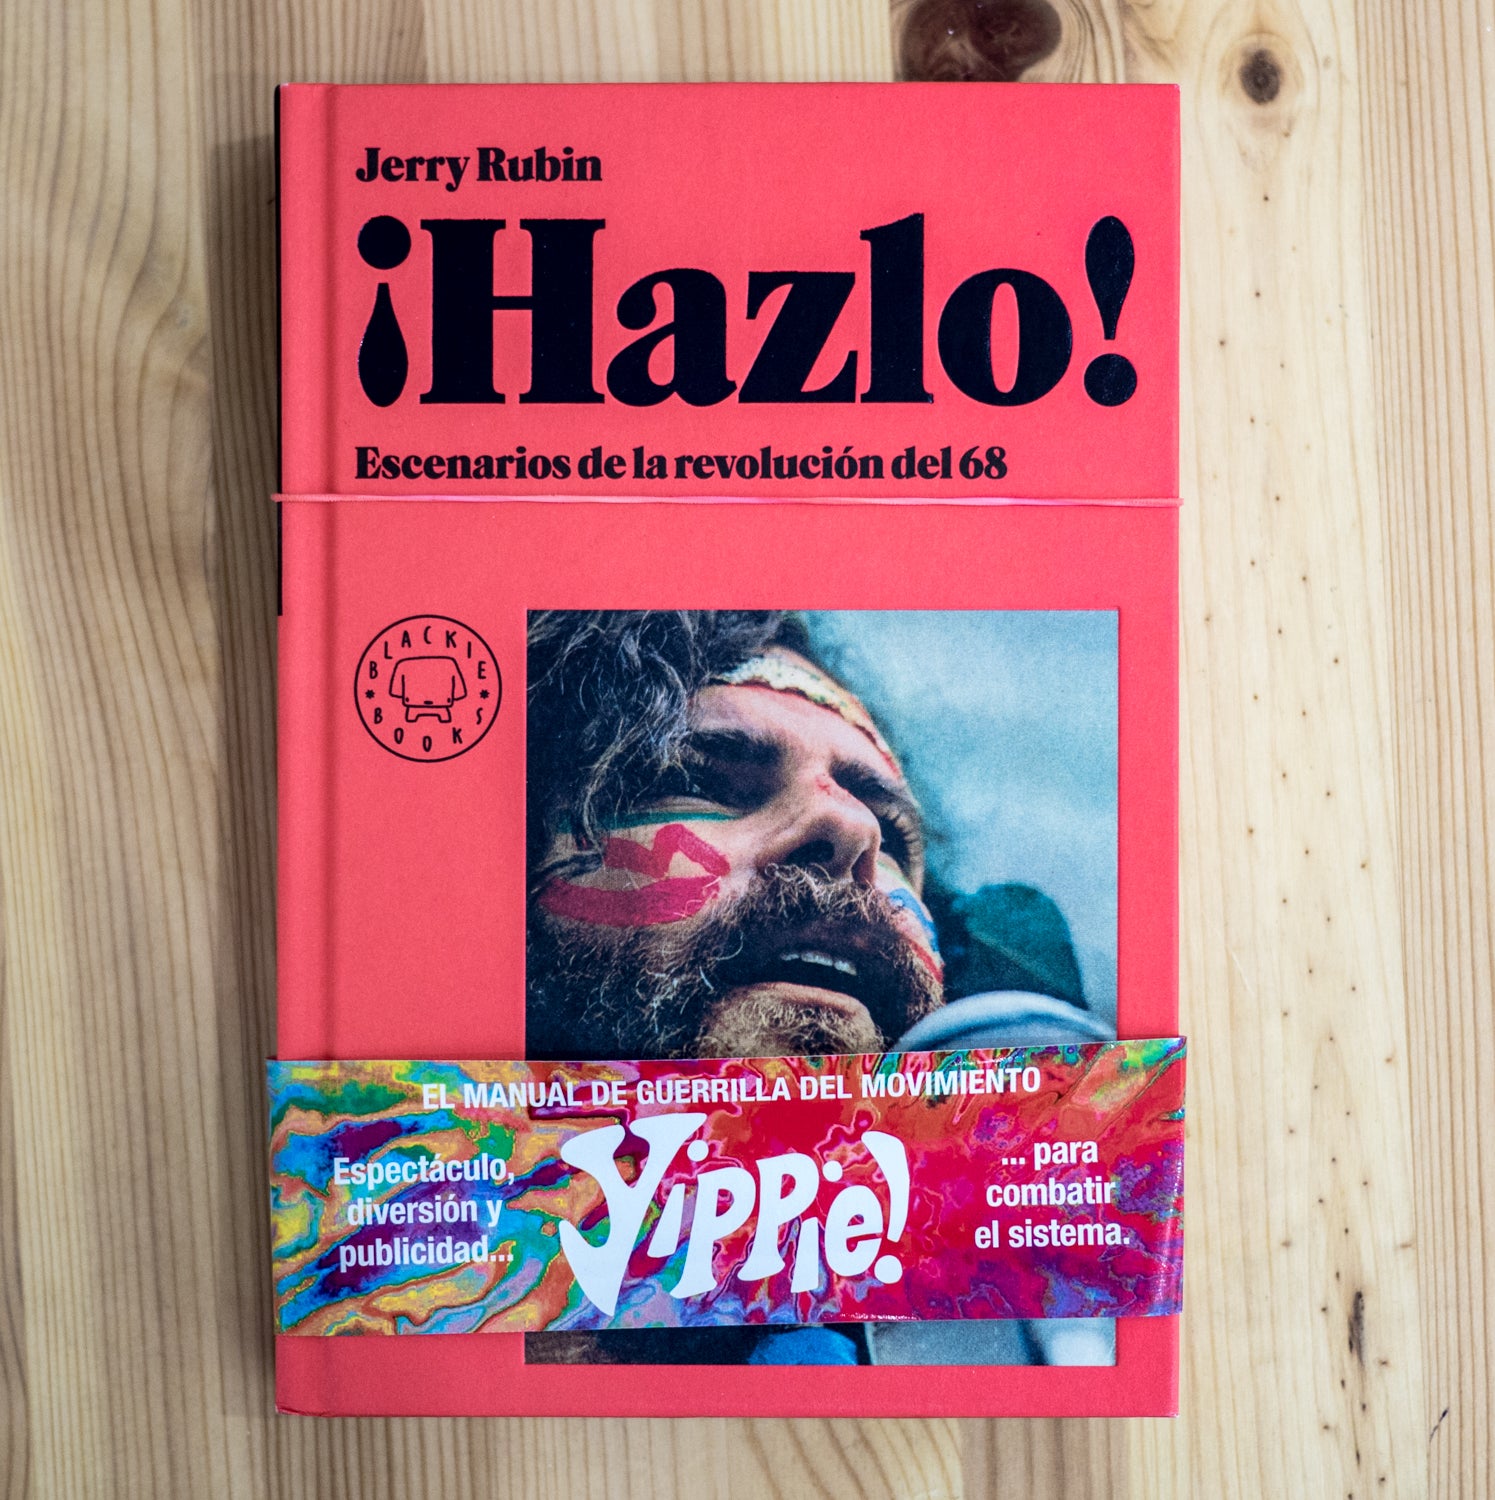 Jerry Rubin
¡Hazlo!
Escenarios de la revolución del 68
BLACKIE
BOOKS
EL MANUAL DE GUERRILLA DEL MOVIMIENTO
Yippie!
Espectáculo,
diversión y
publicidad...
... para
combatir
el sistema.